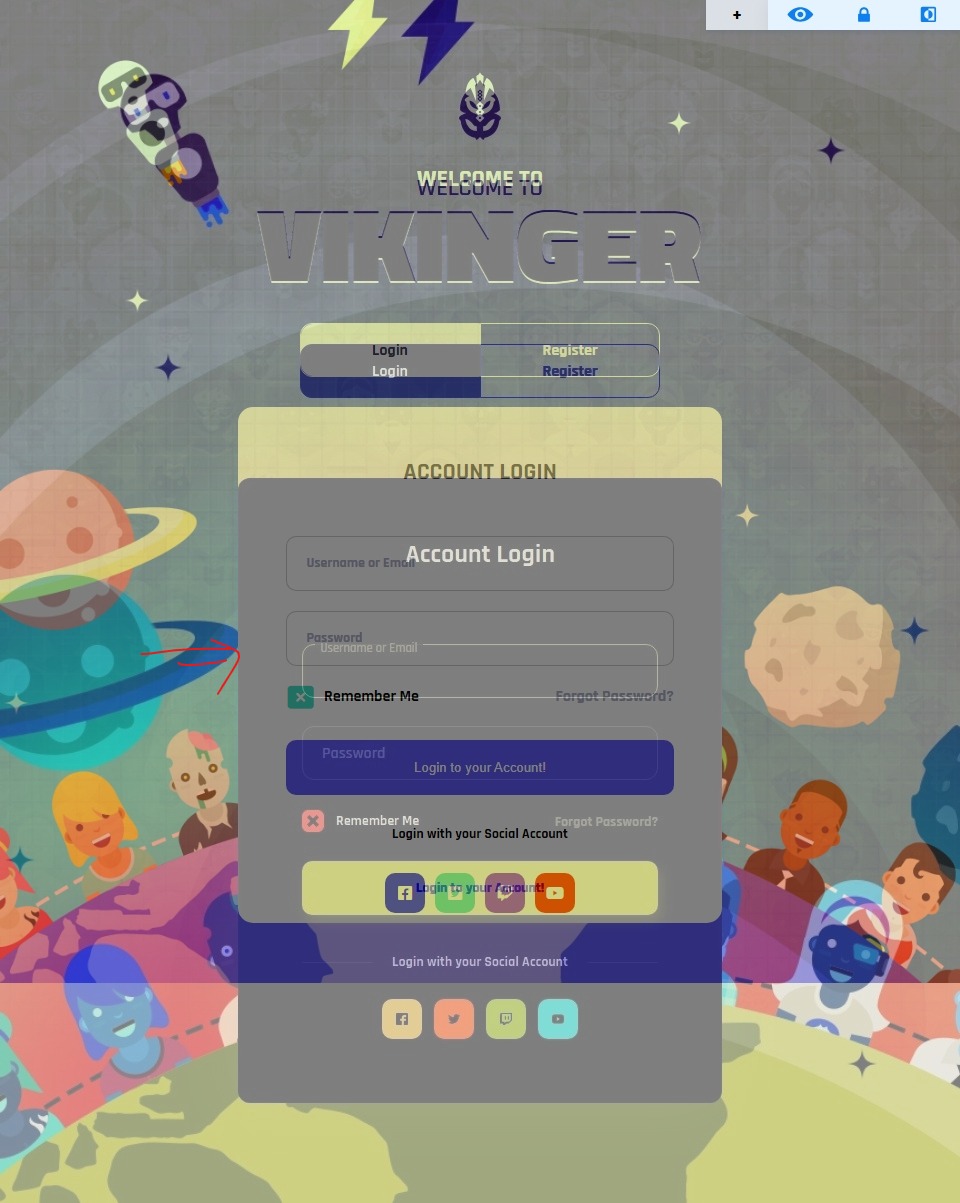 +
WELCOME TO
WELCOME TO
VIKINGER
Login Register
Login Register
ACCOUNT LOGIN
Account Login
Username or Email
Password
Username or Email
Remember Me Forgot Password?
Password
Login to your Account!
Remember Me Forgot Password?
Login with your Social Account
Login to your Account!
Login with your Social Account